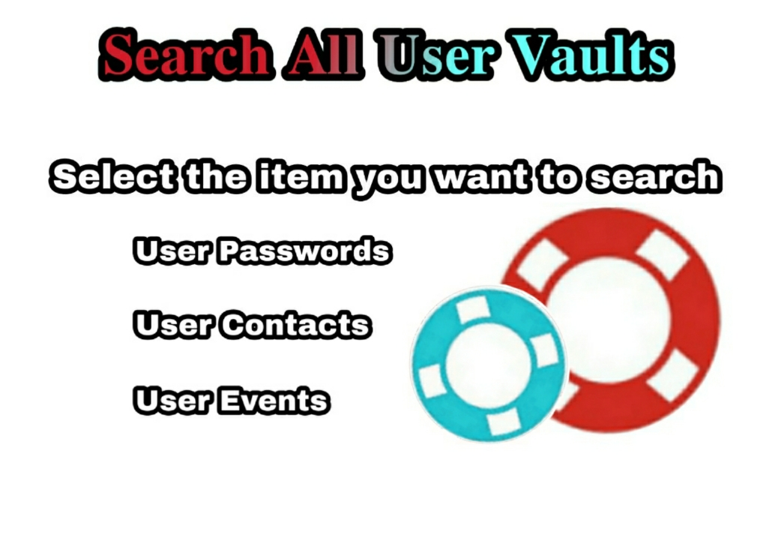 Search All User Vaults
Select the item you want to search
User Passwords
User Contacts
User Events